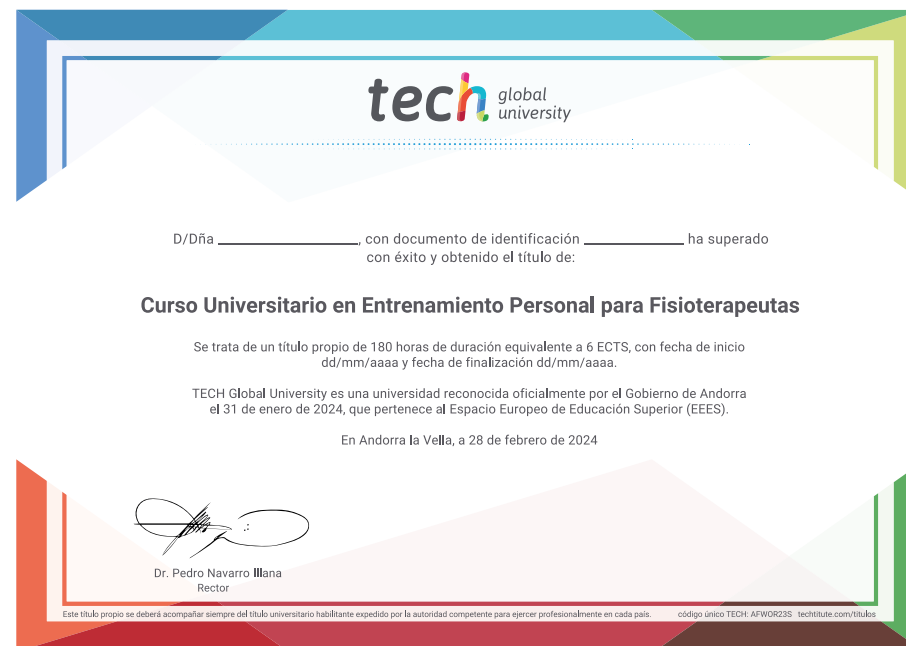 tech global university
D/Dña ____________________, con documento de identificación ______________ ha superado
con éxito y obtenido el título de:
Curso Universitario en Entrenamiento Personal para Fisioterapeutas
Se trata de un título propio de 180 horas de duración equivalente a 6 ECTS, con fecha de inicio
dd/mm/aaaa y fecha de finalización dd/mm/aaaa.
TECH Global University es una universidad reconocida oficialmente por el Gobierno de Andorra
el 31 de enero de 2024, que pertenece al Espacio Europeo de Educación Superior (EEES).
En Andorra la Vella, a 28 de febrero de 2024
Dr. Pedro Navarro Illana
Rector
Este título propio se deberá acompañar siempre del título universitario habilitante expedido por la autoridad competente para ejercer profesionalmente en cada país. código único TECH: AFWOR23S techtitute.com/titulos